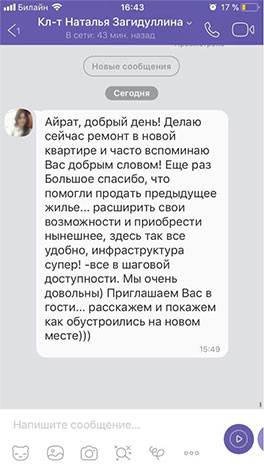 Билайн 16:43 17 %
1 Кл-т Наталья Загидуллина
В сети: 43 мин. назад
Просмотрено
Новые сообщения
Сегодня
Айрат, добрый день! Делаю
сейчас ремонт в новой
квартире и часто вспоминаю
Вас добрым словом! Еще раз
Большое спасибо, что
помогли продать предыдущее
жилье... расширить свои
возможности и приобрести
нынешнее, здесь так все
удобно, инфраструктура
супер! -все в шаговой
доступности. Мы очень
довольны) Приглашаем Вас в
гости... расскажем и покажем
как обустроились на новом
месте)))
15:49
Напишите сообщение...